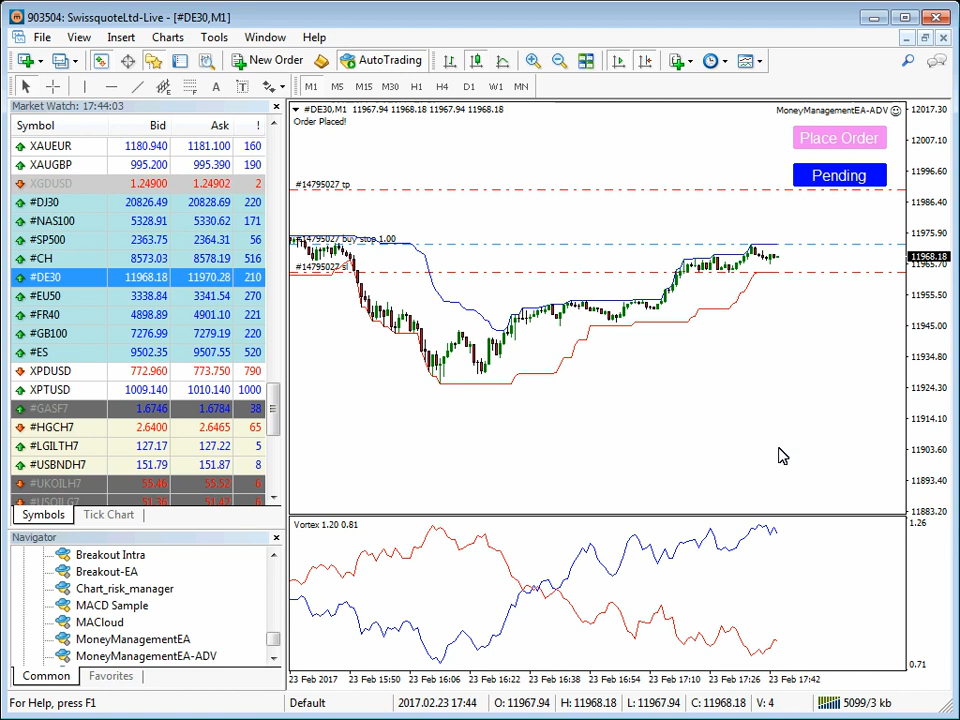 903504: SwissquoteLtd-Live - [#DE30,M1]
File View Insert Charts Tools Window Help
New Order AutoTrading
A T M1 M5 M15 M30 H1 H4 D1 W1 MN
Market Watch: 17:44:03
Symbol Bid Ask !
XAUEUR 1180.940 1181.100 160
XAUGBP 995.200 995.390 190
XGDUSD 1.24900 1.24902 2
#DJ30 20826.49 20828.69 220
#NAS100 5328.91 5330.62 171
#SP500 2363.75 2364.31 56
#CH 8573.03 8578.19 516
#DE30 11968.18 11970.28 210
#EU50 3338.84 3341.54 270
#FR40 4898.89 4901.10 221
#GB100 7276.99 7279.19 220
#ES 9502.35 9507.55 520
XPDUSD 772.960 773.750 790
XPTUSD 1009.140 1010.140 1000
#GASF7 1.6746 1.6784 38
#HGCH7 2.6400 2.6465 65
#LGILTH7 127.17 127.22 5
#USBNDH7 151.79 151.87 8
#UKOILH7 55.46 55.52 6
#USOILG7 51.36 51.42 6
Symbols Tick Chart
Navigator
Breakout Intra
Breakout-EA
Chart_risk_manager
MACD Sample
MACloud
MoneyManagementEA
MoneyManagementEA-ADV
Common Favorites
#DE30,M1 11967.94 11968.18 11967.94 11968.18
Order Placed!
MoneyManagementEA-ADV
Place Order
Pending
#14795027 tp
#14795027 buy stop 1.00
#14795027 sl
12017.30
12007.10
11996.60
11986.40
11975.90
11968.18
11965.70
11955.50
11945.00
11934.80
11924.30
11914.10
11903.60
11893.40
11883.20
Vortex 1.20 0.81
1.26
0.71
23 Feb 2017 23 Feb 15:50 23 Feb 16:06 23 Feb 16:22 23 Feb 16:38 23 Feb 16:54 23 Feb 17:10 23 Feb 17:26 23 Feb 17:42
For Help, press F1 Default 2017.02.23 17:44 O: 11967.94 H: 11968.18 L: 11967.94 C: 11968.18 V: 4 5099/3 kb